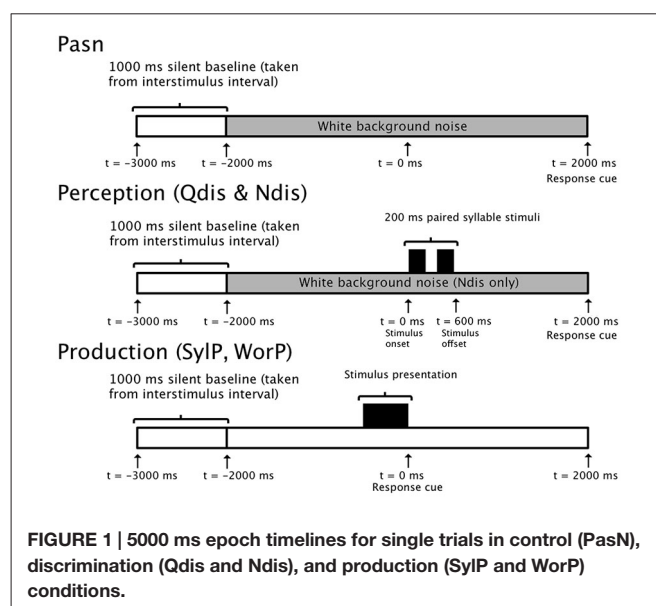 Pasn
1000 ms silent baseline (taken
from interstimulus interval)
White background noise
t = -3000 ms
t = -2000 ms
t = 0 ms
t = 2000 ms
Response cue
Perception (Qdis & Ndis)
1000 ms silent baseline (taken
from interstimulus interval)
200 ms paired syllable stimuli
White background noise (Ndis only)
t = -3000 ms
t = -2000 ms
t = 0 ms
Stimulus
onset
t = 600 ms
Stimulus
offset
t = 2000 ms
Response cue
Production (SylP, WorP)
1000 ms silent baseline (taken
from interstimulus interval)
Stimulus presentation
t = -3000 ms
t = -2000 ms
t = 0 ms
Response cue
t = 2000 ms
FIGURE 1 | 5000 ms epoch timelines for single trials in control (PasN),
discrimination (Qdis and Ndis), and production (SylP and WorP)
conditions.